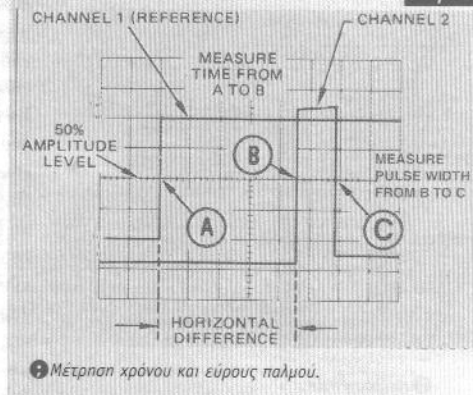 CHANNEL 1 (REFERENCE)
CHANNEL 2
MEASURE
TIME FROM
A TO B
50%
AMPLITUDE
LEVEL
B
MEASURE
PULSE WIDTH
FROM B TO C
A
C
HORIZONTAL
DIFFERENCE
Μέτρηση χρόνου και εύρους παλμού.